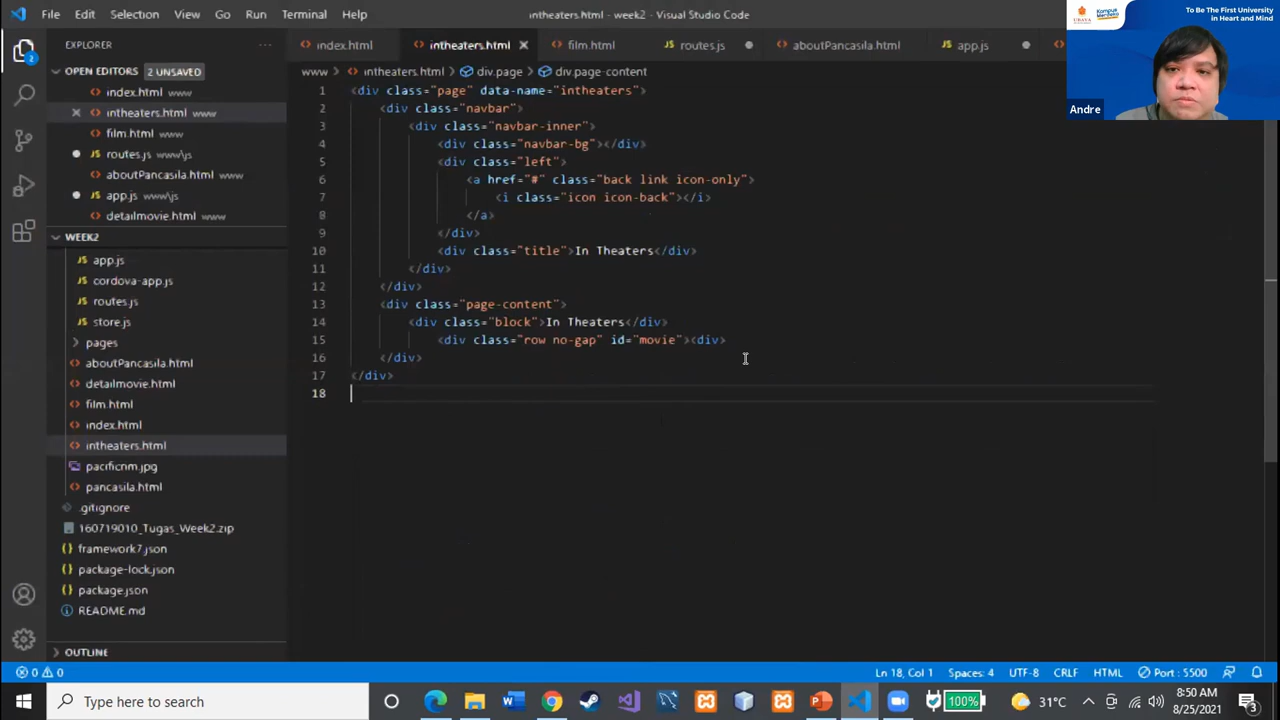 File Edit Selection View Go Run Terminal Help
intheaters.html - week2 - Visual Studio Code
To Be The First University
in Heart and Mind
UBAYA
Kampus
Merdeka
Andre
EXPLORER
OPEN EDITORS 2 UNSAVED
index.html www
intheaters.html www
film.html www
routes.js www\js
aboutPancasila.html www
app.js www\js
detailmovie.html www
WEEK2
app.js
cordova-app.js
routes.js
store.js
pages
aboutPancasila.html
detailmovie.html
film.html
index.html
intheaters.html
pacificrim.jpg
pancasila.html
.gitignore
160719010_Tugas_Week2.zip
framework7.json
package-lock.json
package.json
README.md
OUTLINE
index.html intheaters.html film.html routes.js aboutPancasila.html app.js
www > intheaters.html > div.page > div.page-content
1 <div class="page" data-name="intheaters">
2 <div class="navbar">
3 <div class="navbar-inner">
4 <div class="navbar-bg"></div>
5 <div class="left">
6 <a href="#" class="back link icon-only">
7 <i class="icon icon-back"></i>
8 </a>
9 </div>
10 <div class="title">In Theaters</div>
11 </div>
12 </div>
13 <div class="page-content">
14 <div class="block">In Theaters</div>
15 <div class="row no-gap" id="movie"><div>
16 </div>
17 </div>
18
0 0
Ln 18, Col 1 Spaces: 4 UTF-8 CRLF HTML Port : 5500
Type here to search
100%
31°C
8:50 AM
8/25/2021
3
2